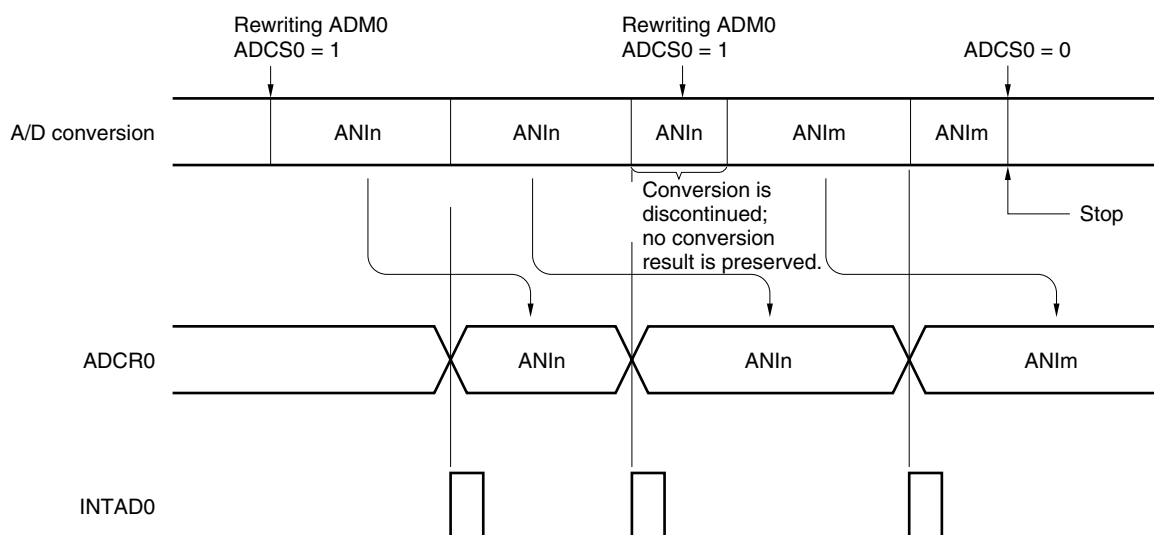 Rewriting ADM0
ADCS0 = 1
Rewriting ADM0
ADCS0 = 1
ADCS0 = 0
A/D conversion
ANIn
ANIn
ANIn
ANIm
ANIm
Conversion is
discontinued;
no conversion
result is preserved.
Stop
ADCR0
ANIn
ANIn
ANIm
INTAD0